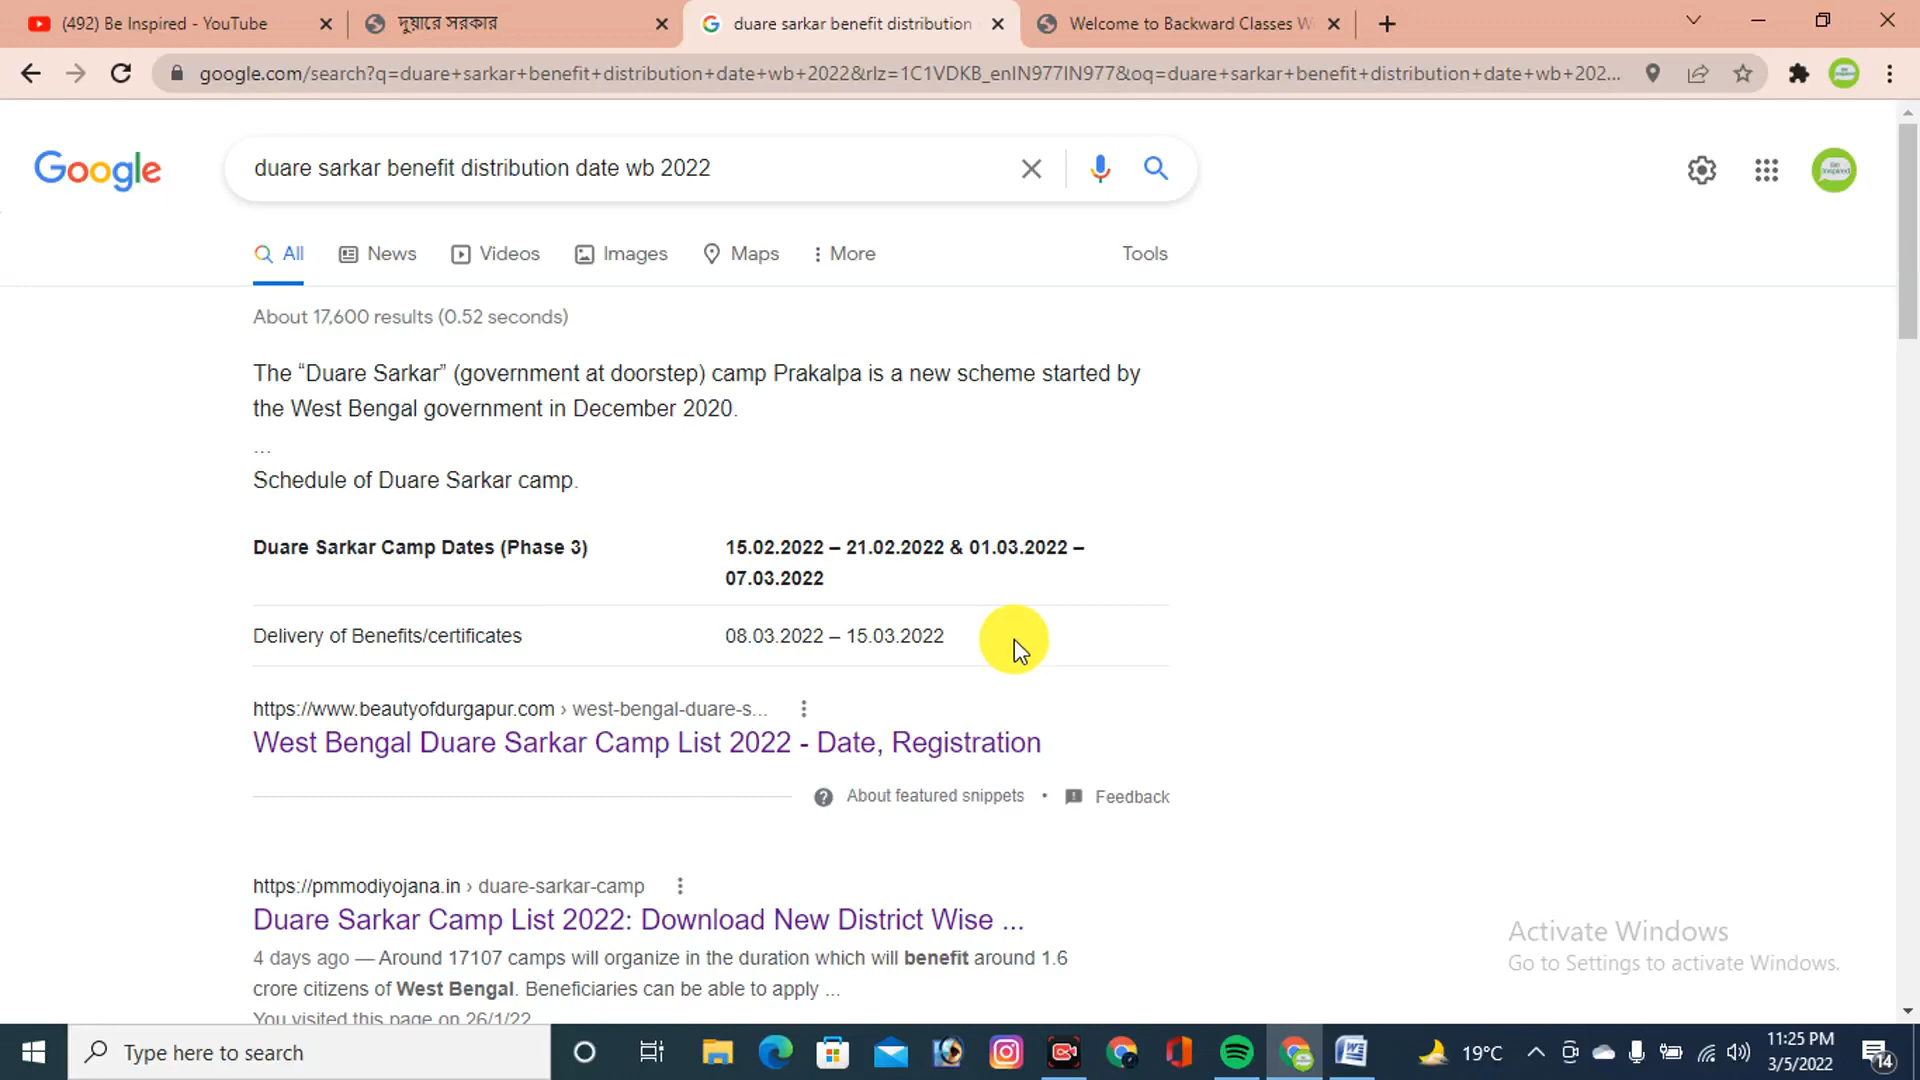 (492) Be Inspired - YouTube
দুয়ারে সরকার
duare sarkar benefit distribution
Welcome to Backward Classes W
google.com/search?q=duare+sarkar+benefit+distribution+date+wb+2022&rlz=1C1VDKB_enIN977IN977&oq=duare+sarkar+benefit+distribution+date+wb+202...
Google
duare sarkar benefit distribution date wb 2022
All
News
Videos
Images
Maps
More
Tools
About 17,600 results (0.52 seconds)
The “Duare Sarkar” (government at doorstep) camp Prakalpa is a new scheme started by
the West Bengal government in December 2020.
...
Schedule of Duare Sarkar camp.
Duare Sarkar Camp Dates (Phase 3) 15.02.2022 – 21.02.2022 & 01.03.2022 –
07.03.2022
Delivery of Benefits/certificates 08.03.2022 – 15.03.2022
https://www.beautyofdurgapur.com › west-bengal-duare-s...
West Bengal Duare Sarkar Camp List 2022 - Date, Registration
About featured snippets • Feedback
https://pmmodiyojana.in › duare-sarkar-camp
Duare Sarkar Camp List 2022: Download New District Wise ...
4 days ago — Around 17107 camps will organize in the duration which will benefit around 1.6
crore citizens of West Bengal. Beneficiaries can be able to apply ...
You visited this page on 26/1/22.
Activate Windows
Go to Settings to activate Windows.
Type here to search
19°C
11:25 PM
3/5/2022
14